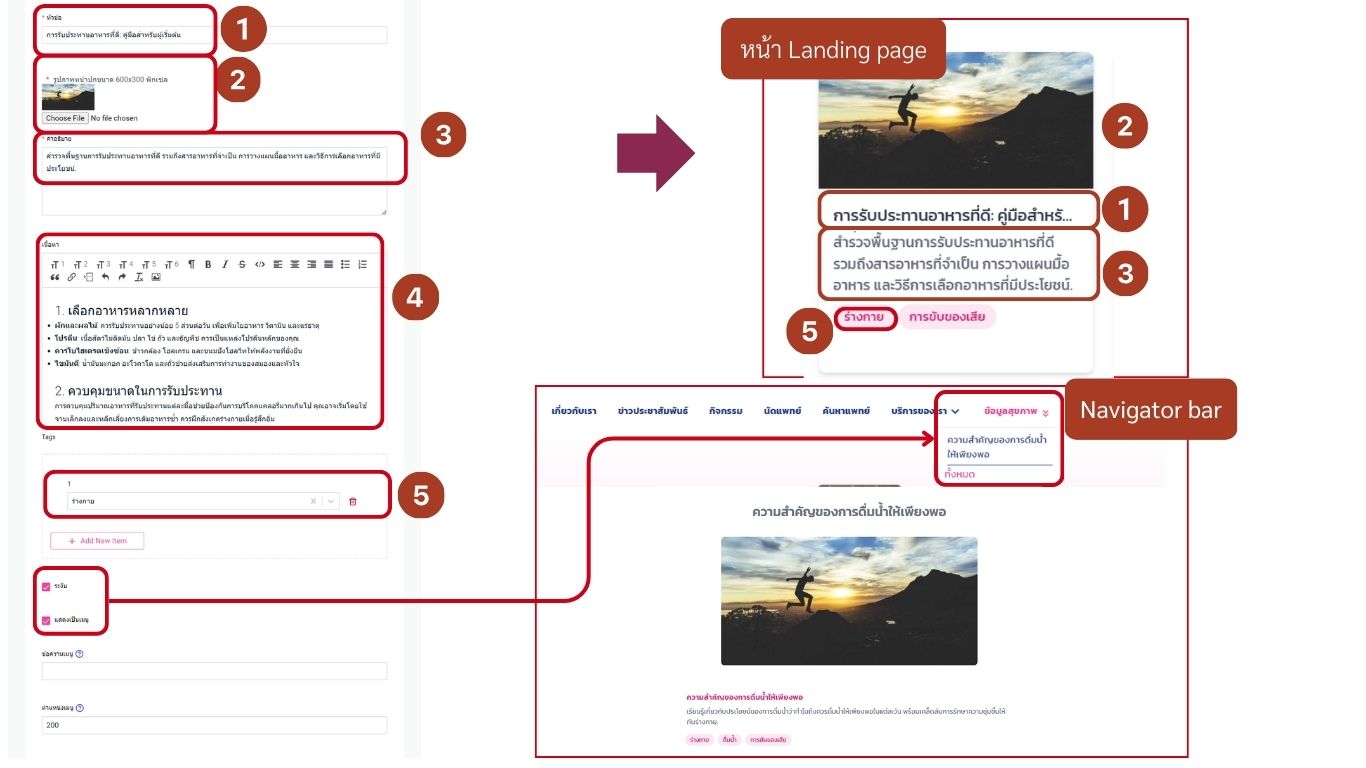 * หัวข้อ
การรับประทานอาหารที่ดี: คู่มือสำหรับผู้เริ่มต้น
1
* รูปภาพหน้าปกขนาด 600x300 พิกเซล
Choose File No file chosen
2
* คำอธิบาย
สำรวจพื้นฐานการรับประทานอาหารที่ดี รวมถึงสารอาหารที่จำเป็น การวางแผนมื้ออาหาร และวิธีการเลือกอาหารที่มี
ประโยชน์.
3
เนื้อหา
1. เลือกอาหารหลากหลาย
• ผักและผลไม้: ควรรับประทานอย่างน้อย 5 ส่วนต่อวัน เพื่อเพิ่มใยอาหาร วิตามิน และแร่ธาตุ
• โปรตีน: เนื้อสัตว์ไม่ติดมัน ปลา ไข่ ถั่ว และธัญพืช ควรเป็นแหล่งโปรตีนหลักของคุณ
• คาร์โบไฮเดรตเชิงซ้อน: ข้าวกล้อง โฮลเกรน และขนมปังโฮลวีทให้พลังงานที่ยั่งยืน
• ไขมันดี: น้ำมันมะกอก อะโวคาโด และถั่วช่วยส่งเสริมการทำงานของสมองและหัวใจ
2. ควบคุมขนาดในการรับประทาน
การควบคุมปริมาณอาหารที่รับประทานแต่ละมื้อช่วยป้องกันการบริโภคแคลอรี่มากเกินไป คุณอาจเริ่มโดยใช้
จานเล็กลงและหลีกเลี่ยงการเติมอาหารซ้ำ ควรฝึกสังเกตร่างกายเมื่อรู้สึกอิ่ม
4
Tags
1
ร่างกาย
5
+ Add New Item
ระงับ
แสดงเป็นเมนู
ข้อความเมนู
ตำแหน่งเมนู
200
หน้า Landing page
2
การรับประทานอาหารที่ดี: คู่มือสำหรั...
1
สำรวจพื้นฐานการรับประทานอาหารที่ดี
รวมถึงสารอาหารที่จำเป็น การวางแผนมื้อ
อาหาร และวิธีการเลือกอาหารที่มีประโยชน์.
3
5
ร่างกาย การขับของเสีย
Navigator bar
เกี่ยวกับเรา ข่าวประชาสัมพันธ์ กิจกรรม นัดแพทย์ ค้นหาแพทย์ บริการของเรา ข้อมูลสุขภาพ
ความสำคัญของการดื่มน้ำ
ให้เพียงพอ
ทั้งหมด
ความสำคัญของการดื่มน้ำให้เพียงพอ
ความสำคัญของการดื่มน้ำให้เพียงพอ
เรียนรู้เกี่ยวกับประโยชน์ของการดื่มน้ำว่าทำไมถึงควรดื่มน้ำให้เพียงพอในแต่ละวัน พร้อมเคล็ดลับการรักษาความชุ่มชื้นให้
กับร่างกาย.
ร่างกาย ดื่มน้ำ การขับของเสีย